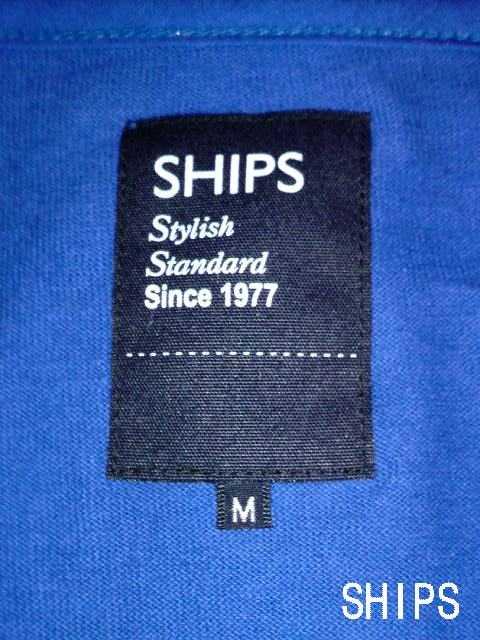 SHIPS
Stylish
Standard
Since 1977
M
SHIPS